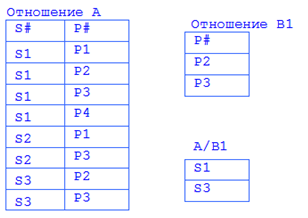 Отношение A
S# P#
S1 P1
S1 P2
S1 P3
S1 P4
S2 P1
S2 P3
S3 P2
S3 P3
Отношение B1
P#
P2
P3
A/B1
S1
S3